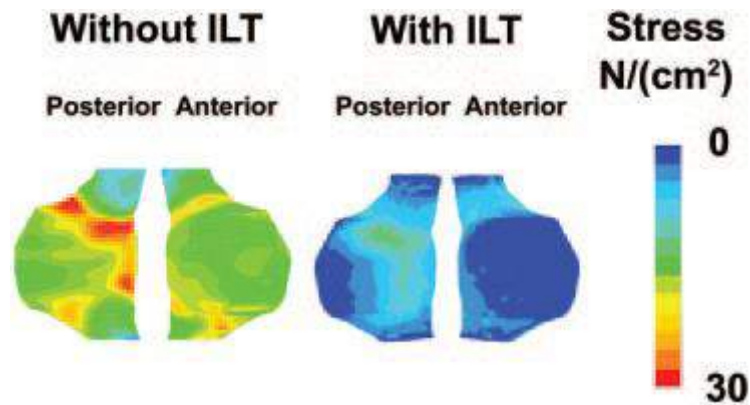 Without ILT
With ILT
Stress
N/(cm²)
Posterior Anterior
Posterior Anterior
0
30